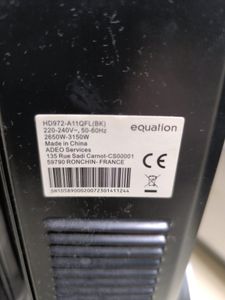 HD972-A11QFL(BK) equation
220-240V~, 50-60Hz
2650W-3150W
Made in China
ADEO Services
135 Rue Sadi Carnot-CS00001
59790 RONCHIN- FRANCE
CE